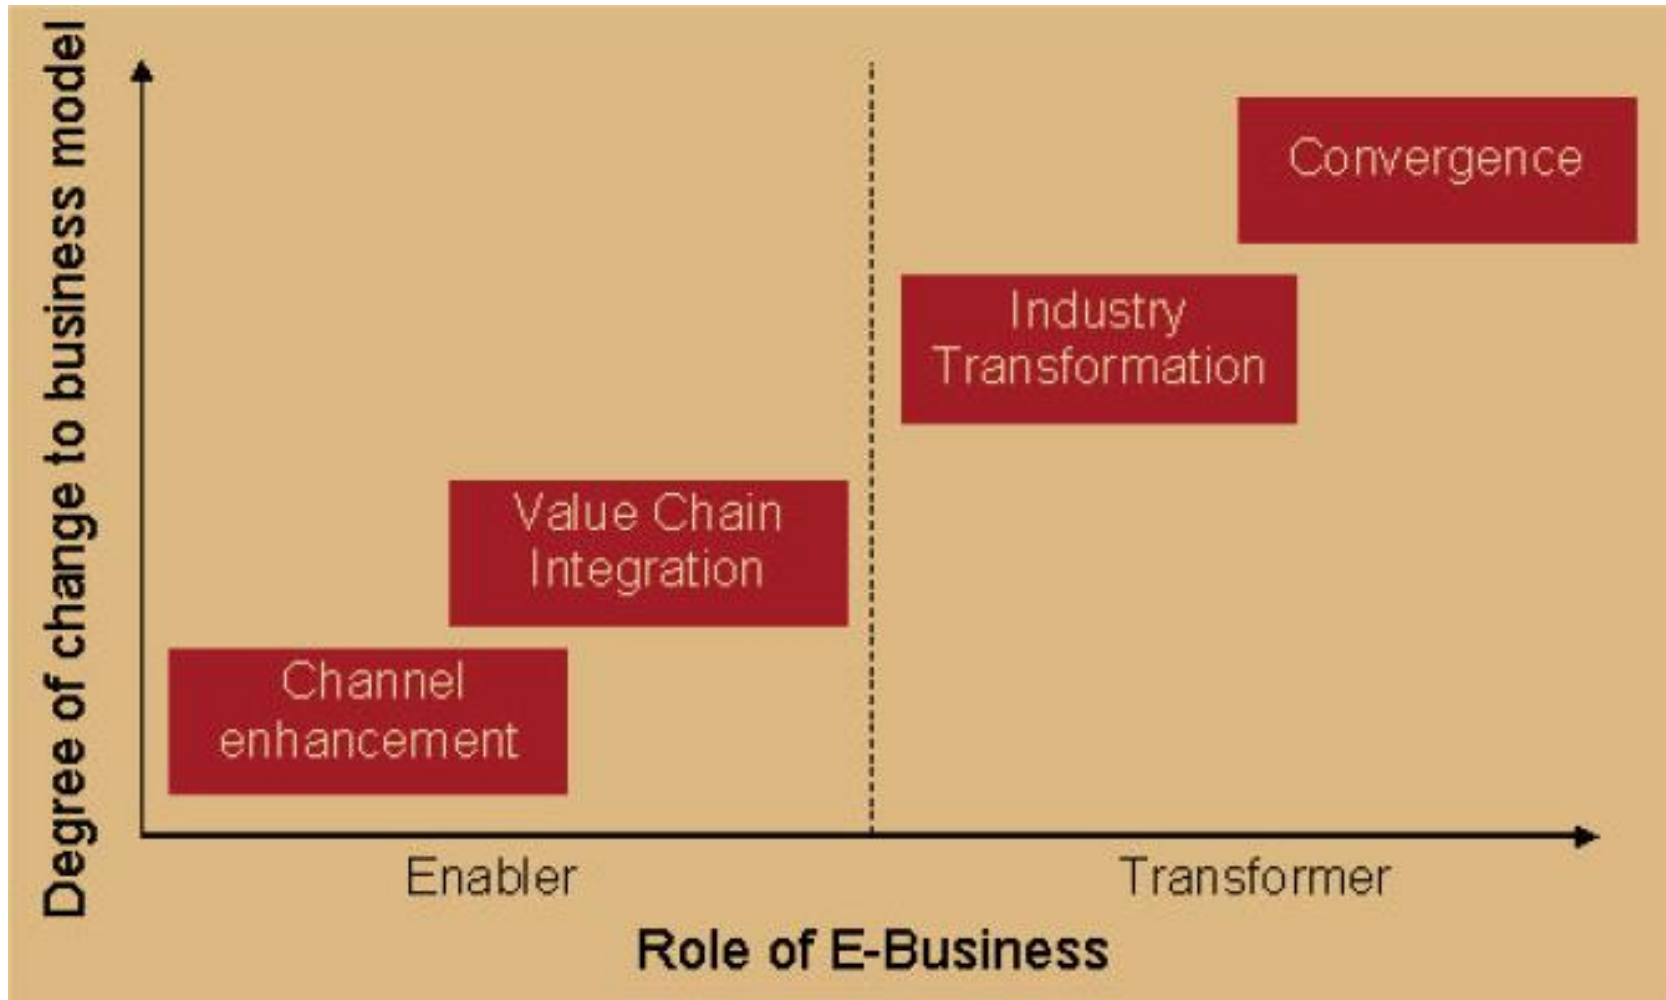 Degree of change to business model
Convergence
Industry
Transformation
Value Chain
Integration
Channel
enhancement
Enabler
Transformer
Role of E-Business